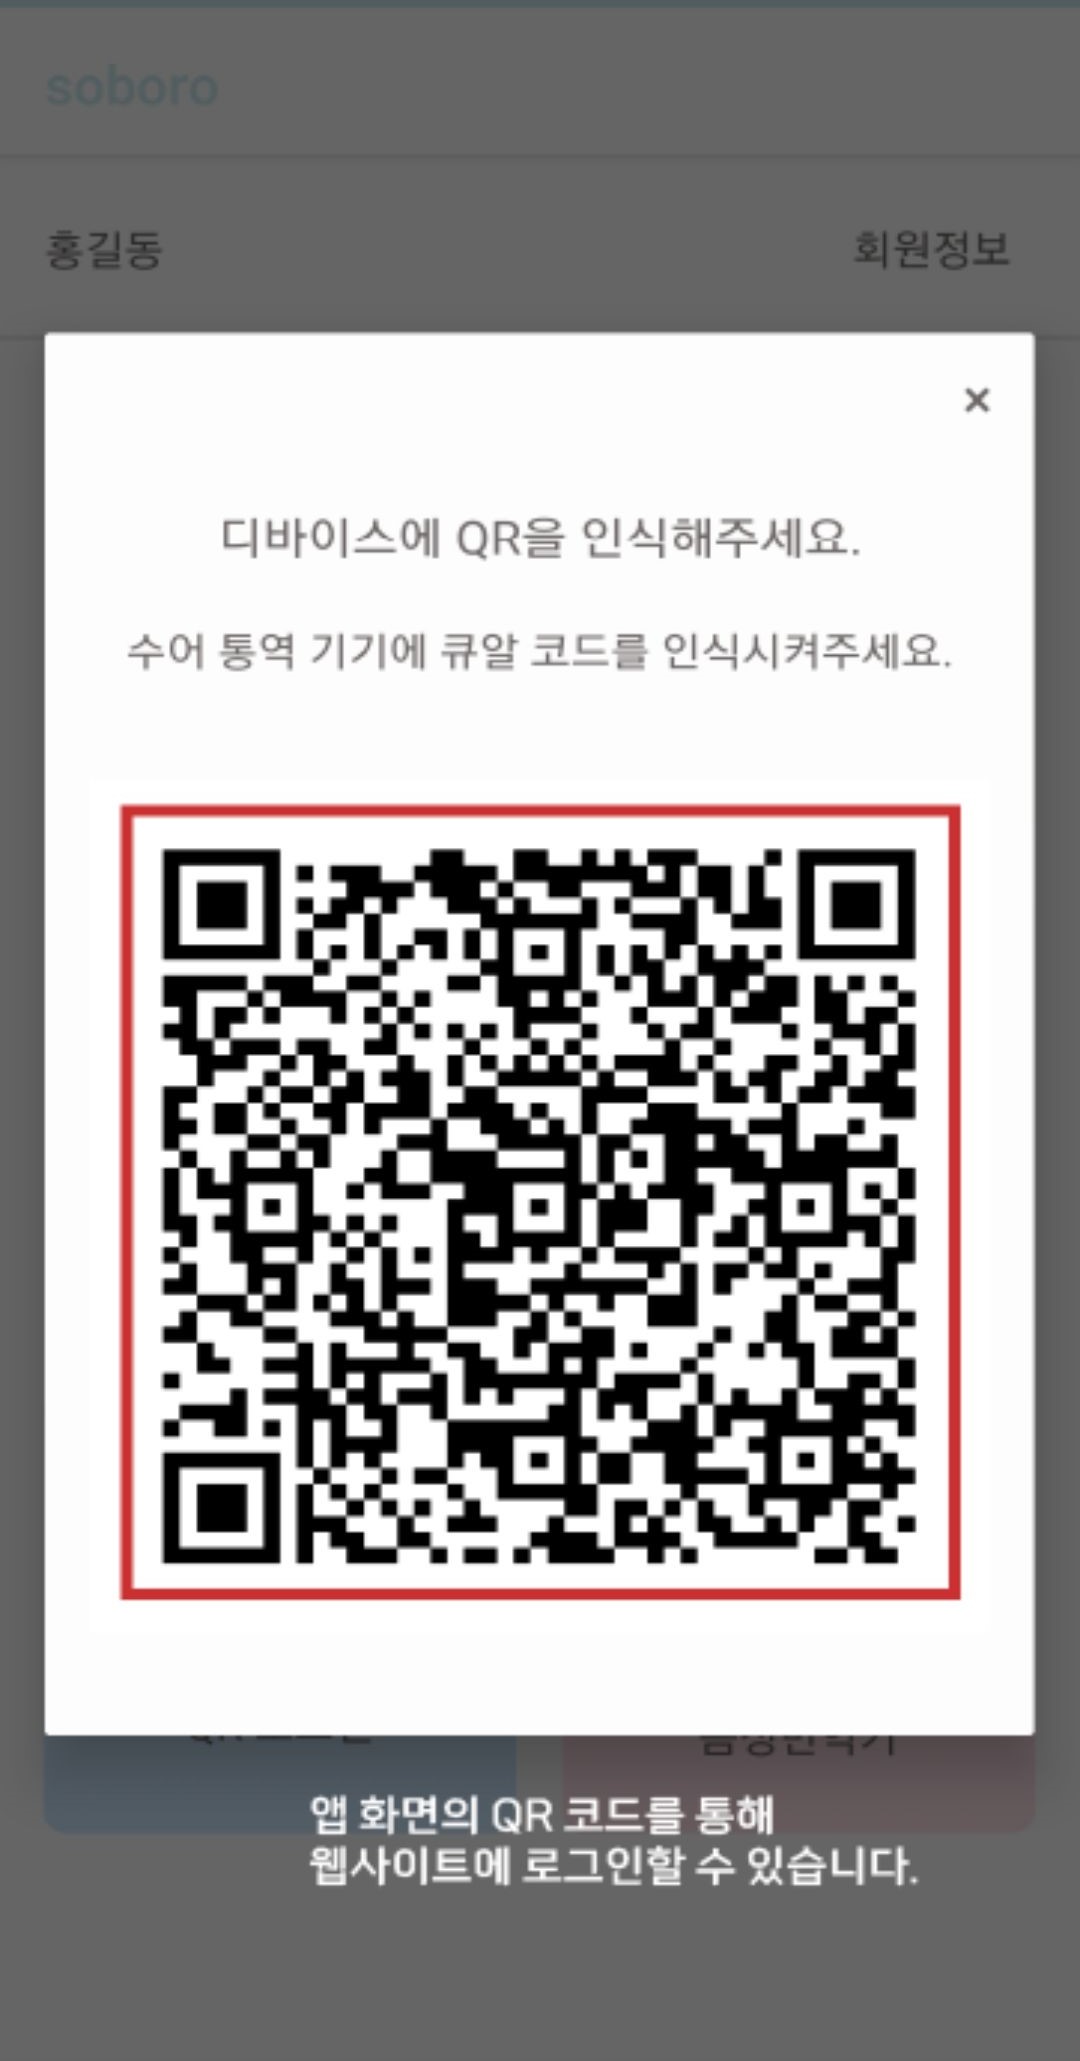 soboro
홍길동 회원정보
×
디바이스에 QR을 인식해주세요.
수어 통역 기기에 큐알 코드를 인식시켜주세요.
앱 화면의 QR 코드를 통해
웹사이트에 로그인할 수 있습니다.